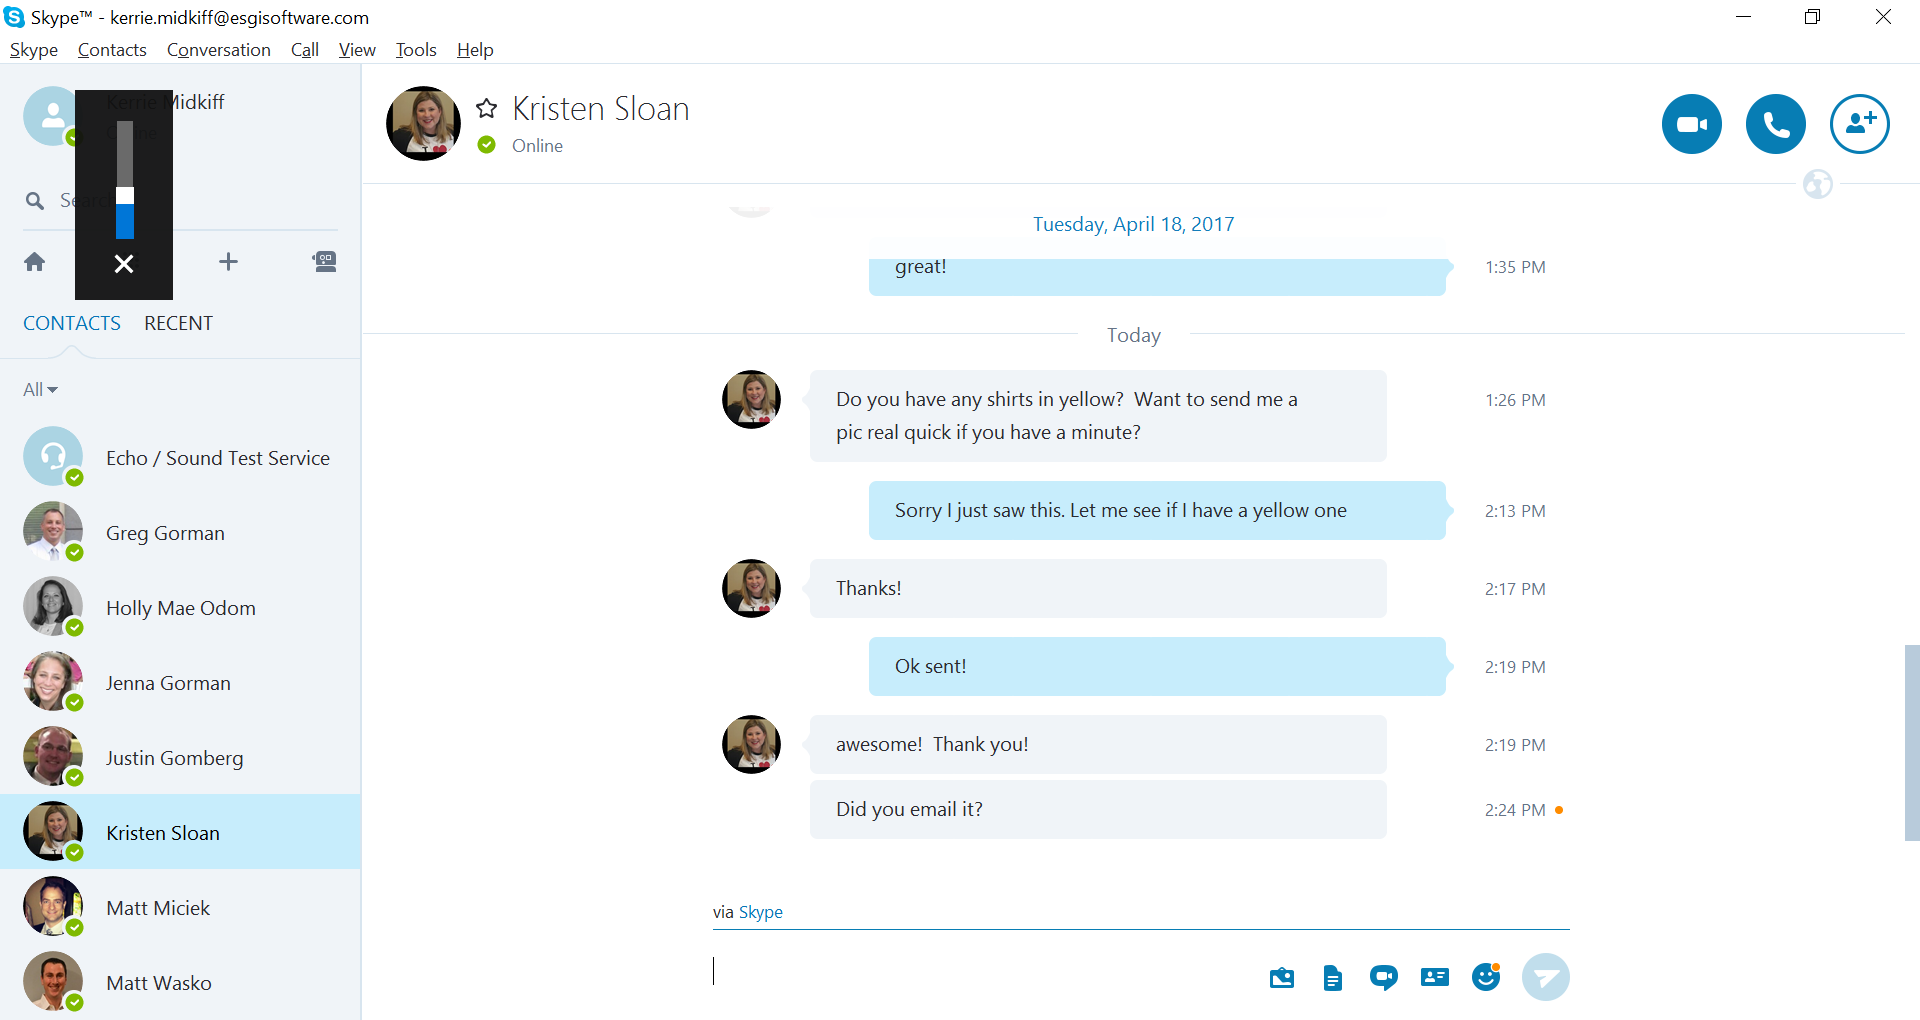 Skype™ - kerrie.midkiff@esgisoftware.com
Skype Contacts Conversation Call View Tools Help
Kerrie Midkiff
Search
CONTACTS RECENT
All
Echo / Sound Test Service
Greg Gorman
Holly Mae Odom
Jenna Gorman
Justin Gomberg
Kristen Sloan
Matt Miciek
Matt Wasko
Kristen Sloan
Online
Tuesday, April 18, 2017
great!
1:35 PM
Today
Do you have any shirts in yellow?  Want to send me a
pic real quick if you have a minute?
1:26 PM
Sorry I just saw this. Let me see if I have a yellow one
2:13 PM
Thanks!
2:17 PM
Ok sent!
2:19 PM
awesome!  Thank you!
2:19 PM
Did you email it?
2:24 PM
via Skype